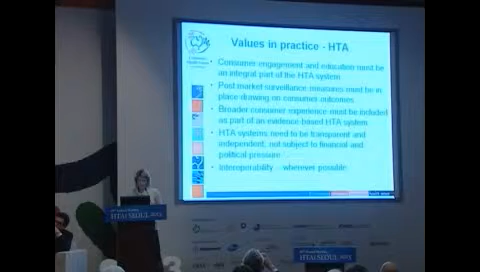 Values in practice - HTA
• Consumer engagement and education must be
an integral part of the HTA system
• Post market surveillance measures must be in
place drawing on consumer outcomes
• Broader consumer experience must be included
as part of an evidence-based HTA system
• HTA systems need to be transparent and
independent, not subject to financial and
political pressure
• Interoperability – wherever possible
HTAi SEOUL 2013
HTAi SEOUL 2013